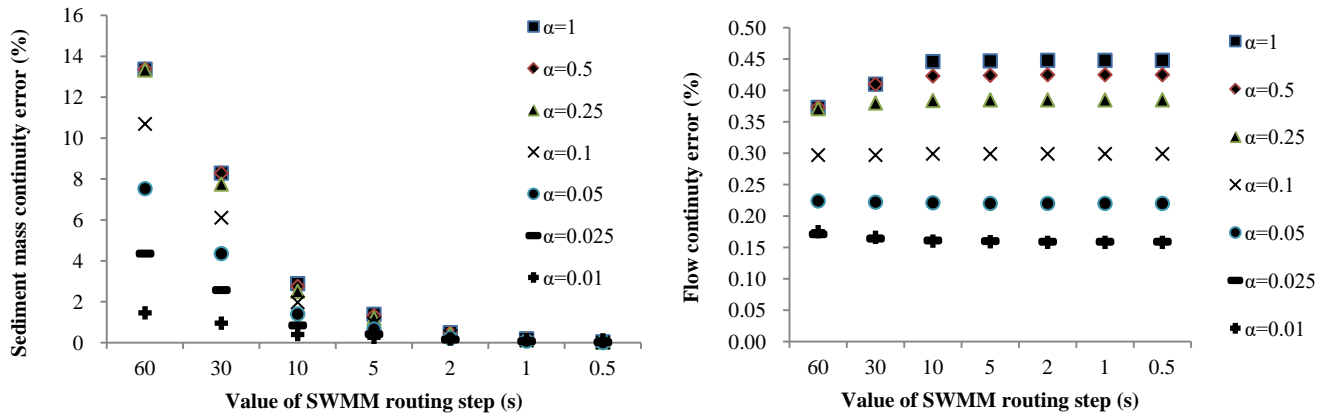 Sediment mass continuity error (%)
16
14
12
10
8
6
4
2
0
60 30 10 5 2 1 0.5
Value of SWMM routing step (s)
α=1
α=0.5
α=0.25
α=0.1
α=0.05
α=0.025
α=0.01
Flow continuty error (%)
0.50
0.45
0.40
0.35
0.30
0.25
0.20
0.15
0.10
0.05
0.00
60 30 10 5 2 1 0.5
Value of SWMM routing step (s)
α=1
α=0.5
α=0.25
α=0.1
α=0.05
α=0.025
α=0.01